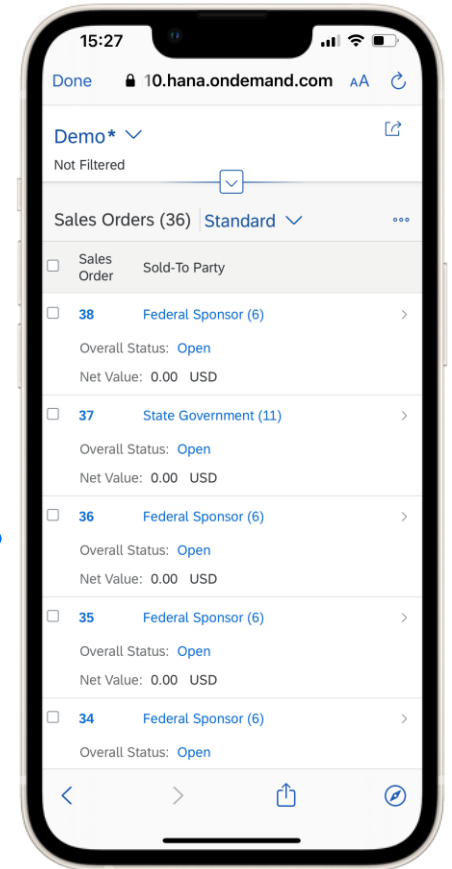 15:27
Done 10.hana.ondemand.com AA
Demo*
Not Filtered
Sales Orders (36) Standard
Sales Order Sold-To Party
38 Federal Sponsor (6)
Overall Status: Open
Net Value: 0.00 USD
37 State Government (11)
Overall Status: Open
Net Value: 0.00 USD
36 Federal Sponsor (6)
Overall Status: Open
Net Value: 0.00 USD
35 Federal Sponsor (6)
Overall Status: Open
Net Value: 0.00 USD
34 Federal Sponsor (6)
Overall Status: Open